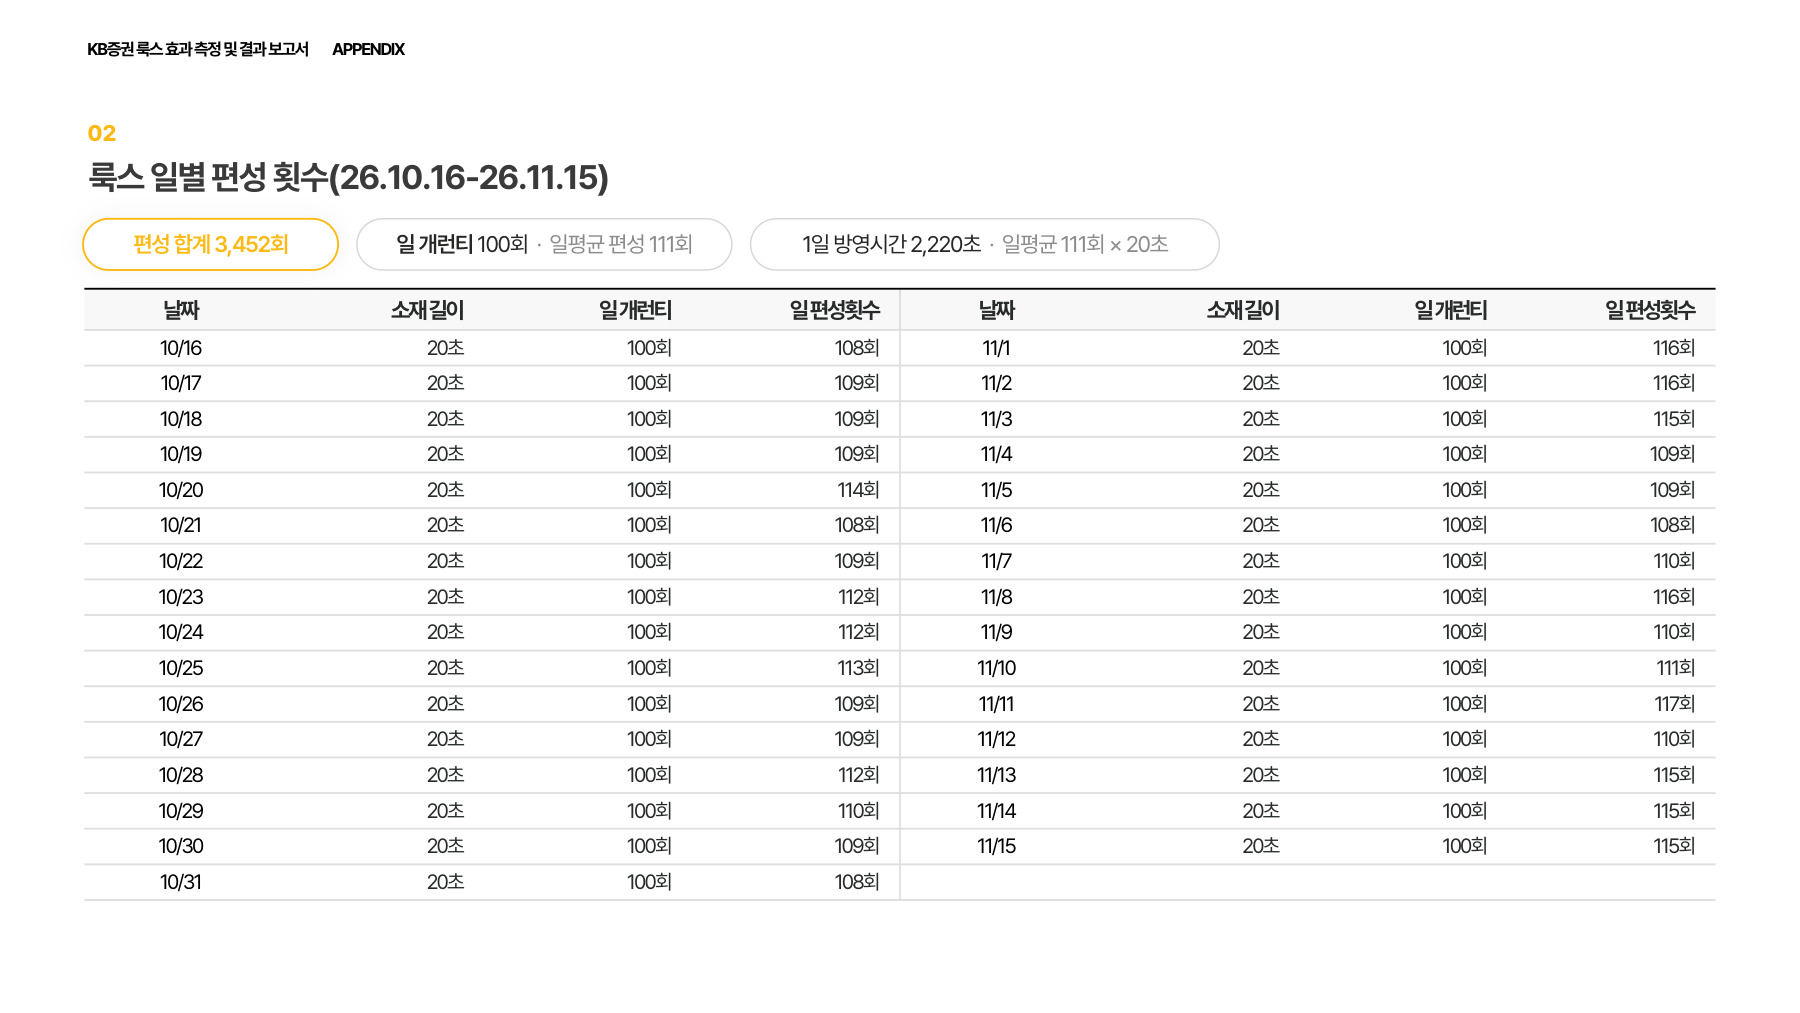 KB증권 룩스 효과 측정 및 결과 보고서 APPENDIX
02
룩스 일별 편성 횟수(26.10.16-26.11.15)
편성 합계 3,452회
일 개런티 100회 · 일평균 편성 111회
1일 방영시간 2,220초 · 일평균 111회 × 20초
날짜 소재 길이 일 개런티 일 편성횟수 날짜 소재 길이 일 개런티 일 편성횟수
10/16 20초 100회 108회 11/1 20초 100회 116회
10/17 20초 100회 109회 11/2 20초 100회 116회
10/18 20초 100회 109회 11/3 20초 100회 115회
10/19 20초 100회 109회 11/4 20초 100회 109회
10/20 20초 100회 114회 11/5 20초 100회 109회
10/21 20초 100회 108회 11/6 20초 100회 108회
10/22 20초 100회 109회 11/7 20초 100회 110회
10/23 20초 100회 112회 11/8 20초 100회 116회
10/24 20초 100회 112회 11/9 20초 100회 110회
10/25 20초 100회 113회 11/10 20초 100회 111회
10/26 20초 100회 109회 11/11 20초 100회 117회
10/27 20초 100회 109회 11/12 20초 100회 110회
10/28 20초 100회 112회 11/13 20초 100회 115회
10/29 20초 100회 110회 11/14 20초 100회 115회
10/30 20초 100회 109회 11/15 20초 100회 115회
10/31 20초 100회 108회